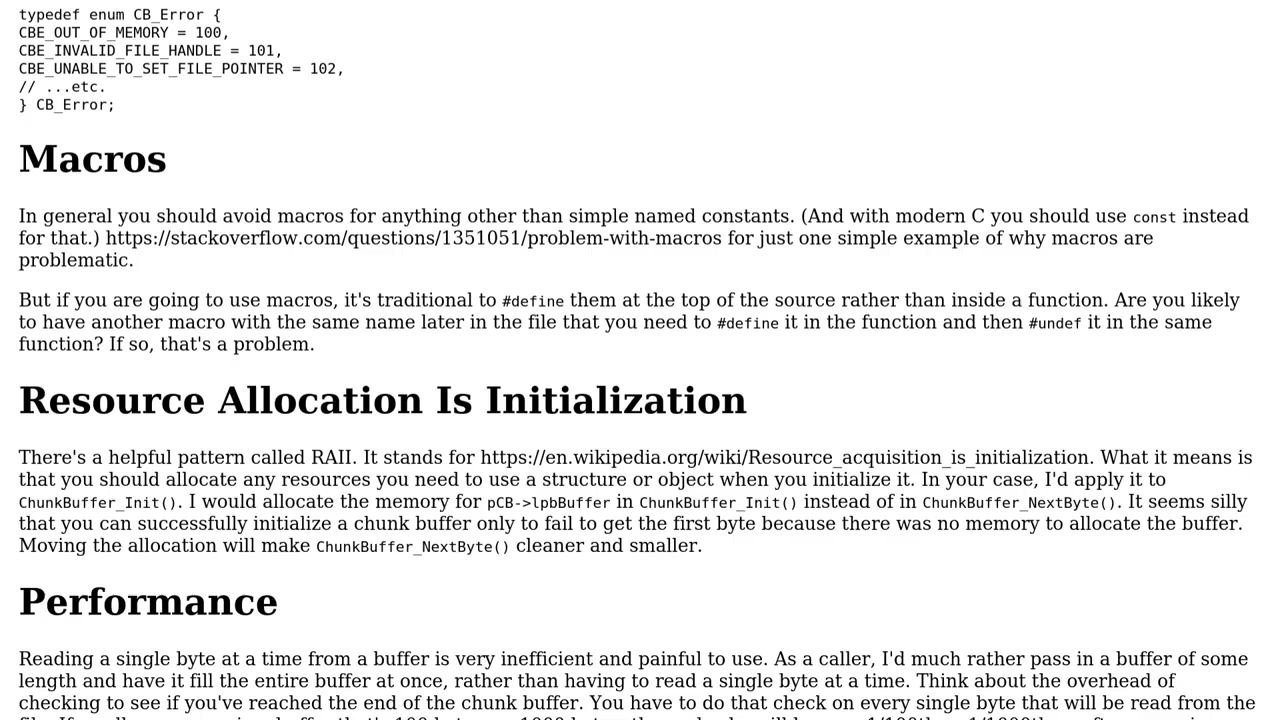 typedef enum CB_Error {
CBE_OUT_OF_MEMORY = 100,
CBE_INVALID_FILE_HANDLE = 101,
CBE_UNABLE_TO_SET_FILE_POINTER = 102,
// ...etc.
} CB_Error;
Macros
In general you should avoid macros for anything other than simple named constants. (And with modern C you should use const instead
for that.) https://stackoverflow.com/questions/1351051/problem-with-macros for just one simple example of why macros are
problematic.
But if you are going to use macros, it's traditional to #define them at the top of the source rather than inside a function. Are you likely
to have another macro with the same name later in the file that you need to #define it in the function and then #undef it in the same
function? If so, that's a problem.
Resource Allocation Is Initialization
There's a helpful pattern called RAII. It stands for https://en.wikipedia.org/wiki/Resource_acquisition_is_initialization. What it means is
that you should allocate any resources you need to use a structure or object when you initialize it. In your case, I'd apply it to
ChunkBuffer_Init(). I would allocate the memory for pCB->lpbBuffer in ChunkBuffer_Init() instead of in ChunkBuffer_NextByte(). It seems silly
that you can successfully initialize a chunk buffer only to fail to get the first byte because there was no memory to allocate the buffer.
Moving the allocation will make ChunkBuffer_NextByte() cleaner and smaller.
Performance
Reading a single byte at a time from a buffer is very inefficient and painful to use. As a caller, I'd much rather pass in a buffer of some
length and have it fill the entire buffer at once, rather than having to read a single byte at a time. Think about the overhead of
checking to see if you've reached the end of the chunk buffer. You have to do that check on every single byte that will be read from the